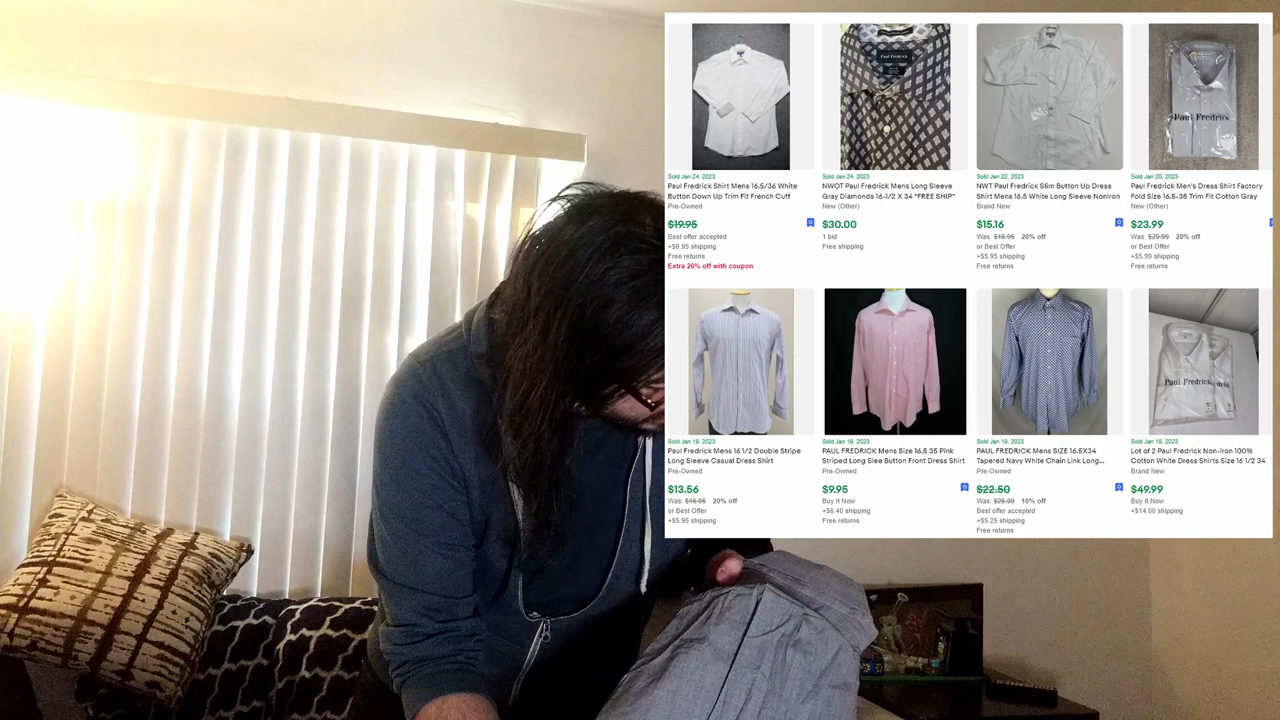 Paul Fredrick
Paul Fredrick
Sold Jan 24, 2023
Paul Fredrick Shirt Mens 16.5/36 White
Button Down Up Trim Fit French Cuff
Pre-Owned
$19.95
Best offer accepted
+$6.95 shipping
Free returns
Extra 20% off with coupon
Sold Jan 24, 2023
NWOT Paul Fredrick Mens Long Sleeve
Gray Diamonds 16-1/2 X 34 "FREE SHIP"
New (Other)
$30.00
1 bid
Free shipping
Sold Jan 22, 2023
NWT Paul Fredrick Slim Button Up Dress
Shirt Mens 16.5 White Long Sleeve NonIron
Brand New
$15.16
Was: $18.95 20% off
or Best Offer
+$5.95 shipping
Free returns
Sold Jan 20, 2023
Paul Fredrick Men's Dress Shirt Factory
Fold Size 16.5-35 Trim Fit Cotton Gray
New (Other)
$23.99
Was: $29.99 20% off
or Best Offer
+$5.99 shipping
Free returns
Paul Fredrick
Sold Jan 19, 2023
Paul Fredrick Mens 16 1/2 Double Stripe
Long Sleeve Casual Dress Shirt
Pre-Owned
$13.56
Was: $16.95 20% off
or Best Offer
+$5.95 shipping
Sold Jan 19, 2023
PAUL FREDRICK Mens Size 16.5 35 Pink
Striped Long Slee Button Front Dress Shirt
Pre-Owned
$9.95
Buy It Now
+$6.40 shipping
Free returns
Sold Jan 19, 2023
PAUL FREDRICK Mens SIZE 16.5X34
Tapered Navy White Chain Link Long...
Pre-Owned
$22.50
Was: $25.00 10% off
Best offer accepted
+$5.25 shipping
Free returns
Sold Jan 18, 2023
Lot of 2 Paul Fredrick Non-Iron 100%
Cotton White Dress Shirts Size 16 1/2 34
Brand New
$49.99
Buy It Now
+$14.00 shipping